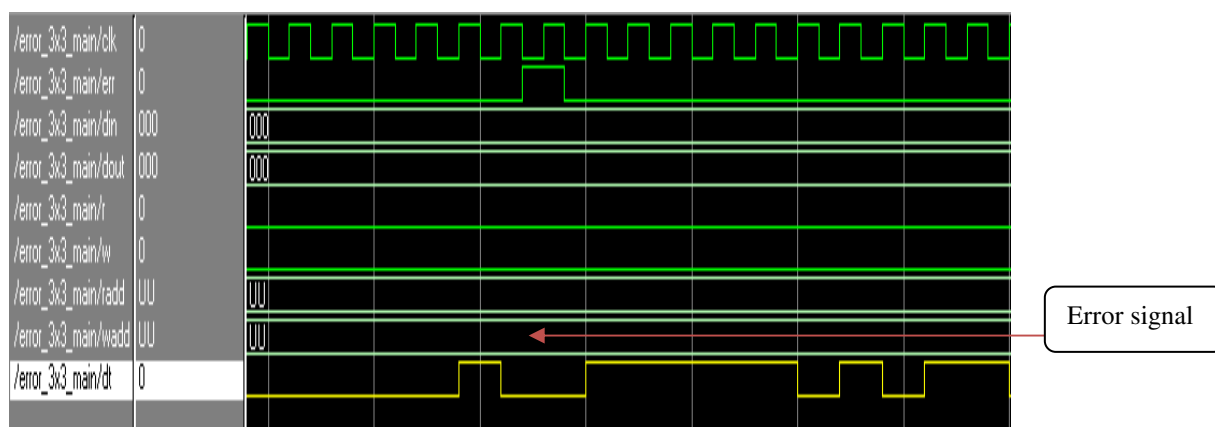 /error_3x3_main/clk 0
/error_3x3_main/err 0
/error_3x3_main/din 000 000
/error_3x3_main/dout 000 000
/error_3x3_main/r 0
/error_3x3_main/w 0
/error_3x3_main/radd UU UU
/error_3x3_main/wadd UU UU
Error signal
/error_3x3_main/dt 0